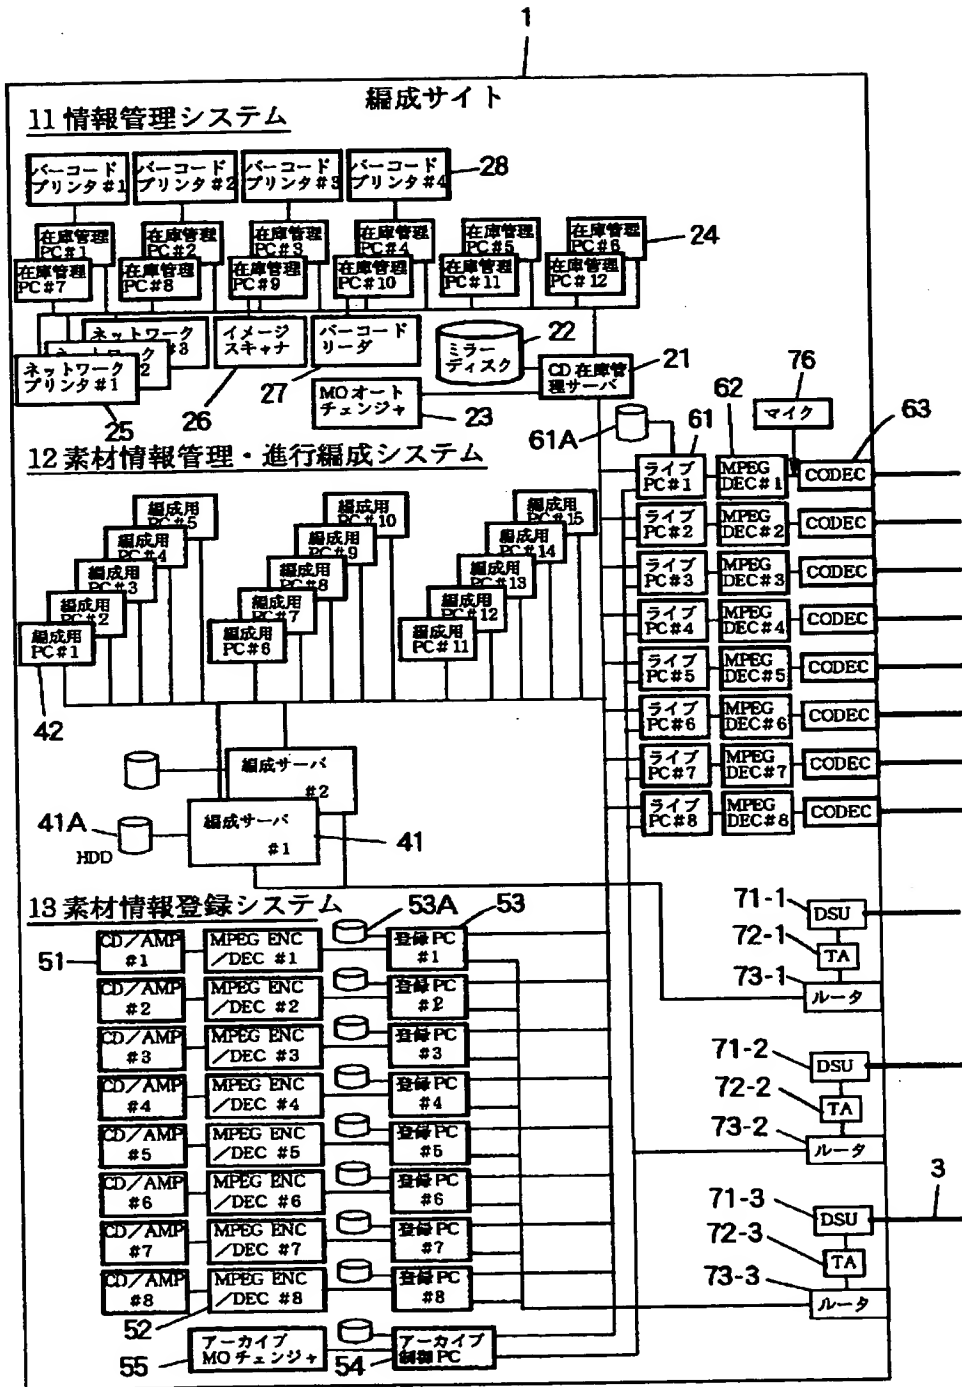 1
編成サイト
11 情報管理システム
バーコード
プリンタ#1
バーコード
プリンタ#2
バーコード
プリンタ#3
バーコード
プリンタ#4
28
在庫管理
PC#1
在庫管理
PC#2
在庫管理
PC#3
在庫管理
PC#4
在庫管理
PC#5
在庫管理
PC#6
24
在庫管理
PC#7
在庫管理
PC#8
在庫管理
PC#9
在庫管理
PC#10
在庫管理
PC#11
在庫管理
PC#12
ネットワーク
#3
2
ネットワーク
プリンタ#1
イメージ
スキャナ
バーコード
リーダ
ミラー
ディスク
22
CD在庫管
理サーバ
21
MOオート
チェンジャ
23
25
26
27
76
マイク
61A
61
62
63
12 素材情報管理・進行編成システム
ライブ
PC#1
MPEG
DEC#1
CODEC
ライブ
PC#2
MPEG
DEC#2
CODEC
ライブ
PC#3
MPEG
DEC#3
CODEC
ライブ
PC#4
MPEG
DEC#4
CODEC
ライブ
PC#5
MPEG
DEC#5
CODEC
ライブ
PC#6
MPEG
DEC#6
CODEC
ライブ
PC#7
MPEG
DEC#7
CODEC
ライブ
PC#8
MPEG
DEC#8
CODEC
編成用
PC#5
編成用
PC#4
編成用
PC#3
編成用
PC#2
編成用
PC#1
編成用
PC#10
編成用
PC#9
編成用
PC#8
編成用
PC#7
編成用
PC#6
編成用
PC#15
編成用
PC#14
編成用
PC#13
編成用
PC#12
編成用
PC#11
42
編成サーバ
#2
編成サーバ
#1
41A
HDD
41
13 素材情報登録システム
53A
53
51
CD/AMP
#1
MPEG ENC
/DEC #1
登録PC
#1
CD/AMP
#2
MPEG ENC
/DEC #2
登録PC
#2
CD/AMP
#3
MPEG ENC
/DEC #3
登録PC
#3
CD/AMP
#4
MPEG ENC
/DEC #4
登録PC
#4
CD/AMP
#5
MPEG ENC
/DEC #5
登録PC
#5
CD/AMP
#6
MPEG ENC
/DEC #6
登録PC
#6
CD/AMP
#7
MPEG ENC
/DEC #7
登録PC
#7
CD/AMP
#8
MPEG ENC
/DEC #8
登録PC
#8
52
55
アーカイブ
MOチェンジャ
54
アーカイブ
制御PC
71-1
DSU
72-1
TA
73-1
ルータ
71-2
DSU
72-2
TA
73-2
ルータ
71-3
DSU
3
72-3
TA
73-3
ルータ